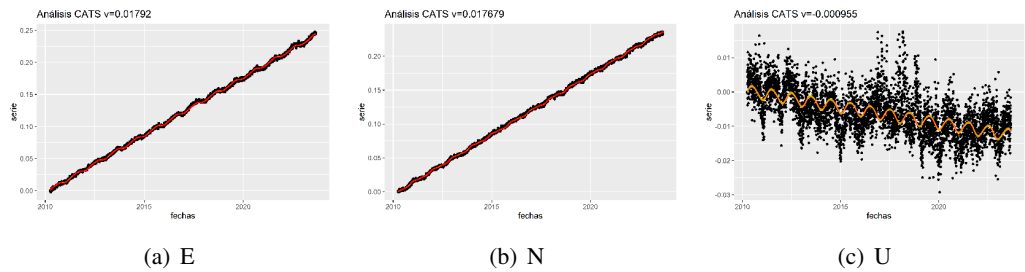 Análisis CATS v=0.01792
0.25
0.20
0.15
0.10
0.05
0.00
serie
2010
2015
2020
fechas
(a) E
Análisis CATS v=0.017679
0.20
0.15
0.10
0.05
0.00
serie
2010
2015
2020
fechas
(b) N
Análisis CATS v=-0.000955
0.01
0.00
-0.01
-0.02
-0.03
serie
2010
2015
2020
fechas
(c) U